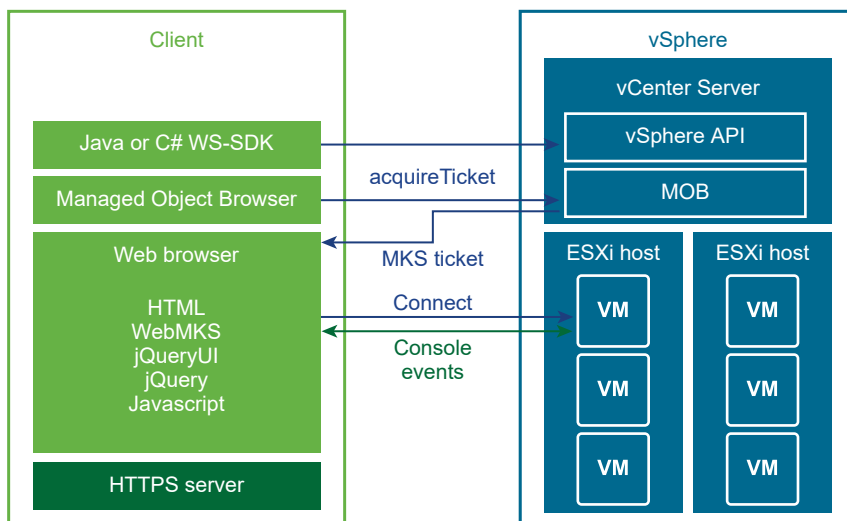 Client
Java or C# WS-SDK
Managed Object Browser
Web browser
HTML
WebMKS
jQueryUI
jQuery
Javascript
HTTPS server
acquireTicket
MKS ticket
Connect
Console
events
vSphere
vCenter Server
vSphere API
MOB
ESXi host
VM
VM
VM
ESXi host
VM
VM
VM